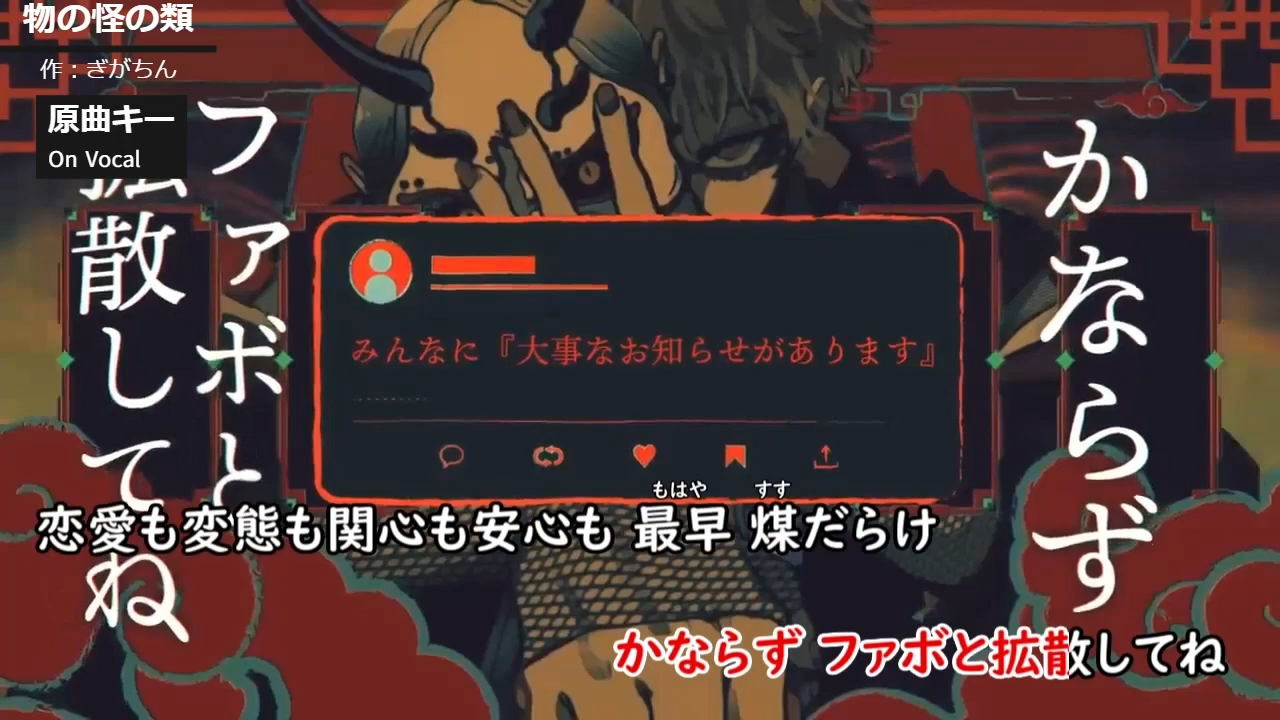 物の怪の類
作：ぎがちん
原曲キー
On Vocal
かならず
ファボと
拡散してね
みんなに『大事なお知らせがあります』
もはや すす
恋愛も変態も関心も安心も 最早 煤だらけ
かならず ファボと拡散してね